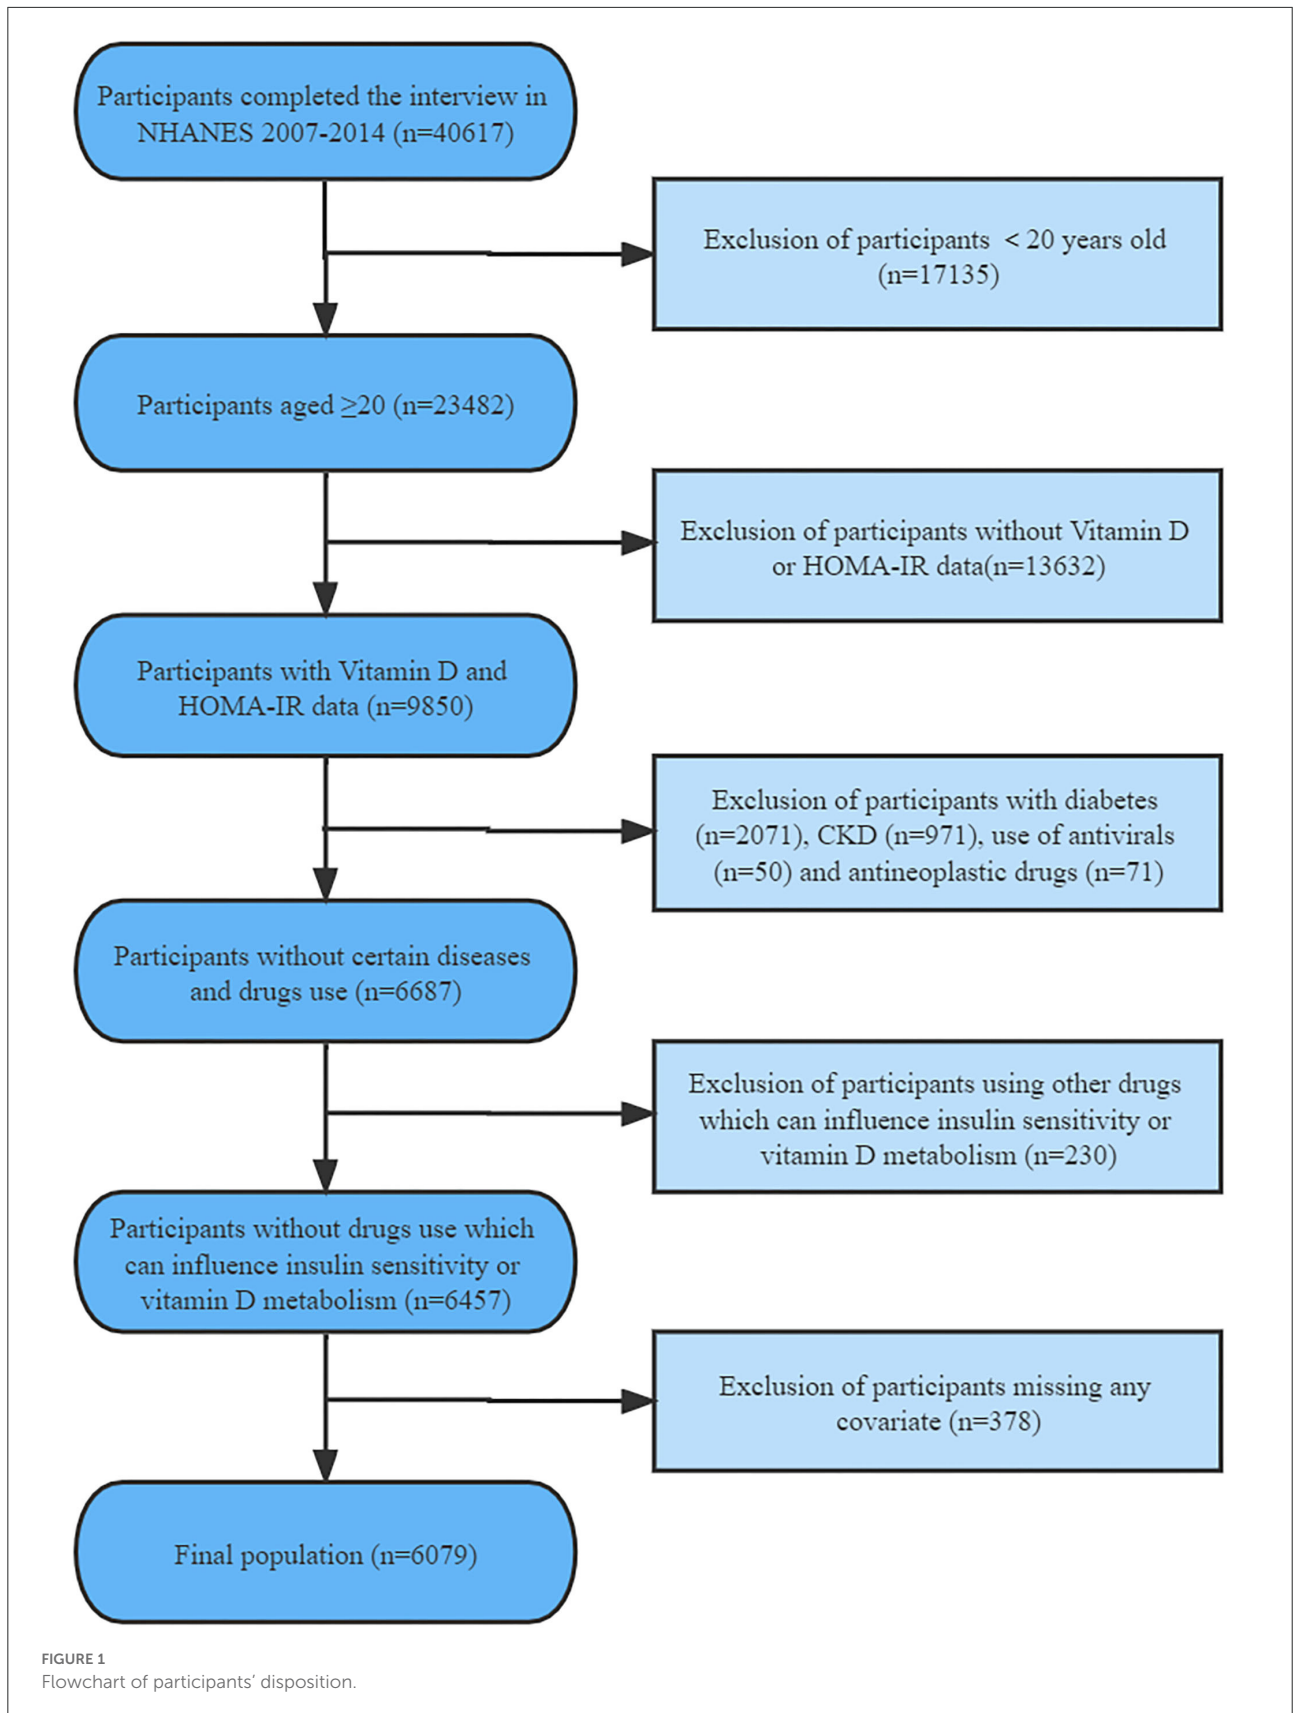 Participants completed the interview in
NHANES 2007-2014 (n=40617)
Exclusion of participants < 20 years old
(n=17135)
Participants aged ≥20 (n=23482)
Exclusion of participants without Vitamin D
or HOMA-IR data(n=13632)
Participants with Vitamin D and
HOMA-IR data (n=9850)
Exclusion of participants with diabetes
(n=2071), CKD (n=971), use of antivirals
(n=50) and antineoplastic drugs (n=71)
Participants without certain diseases
and drugs use (n=6687)
Exclusion of participants using other drugs
which can influence insulin sensitivity or
vitamin D metabolism (n=230)
Participants without drugs use which
can influence insulin sensitivity or
vitamin D metabolism (n=6457)
Exclusion of participants missing any
covariate (n=378)
Final population (n=6079)
FIGURE 1
Flowchart of participants’ disposition.